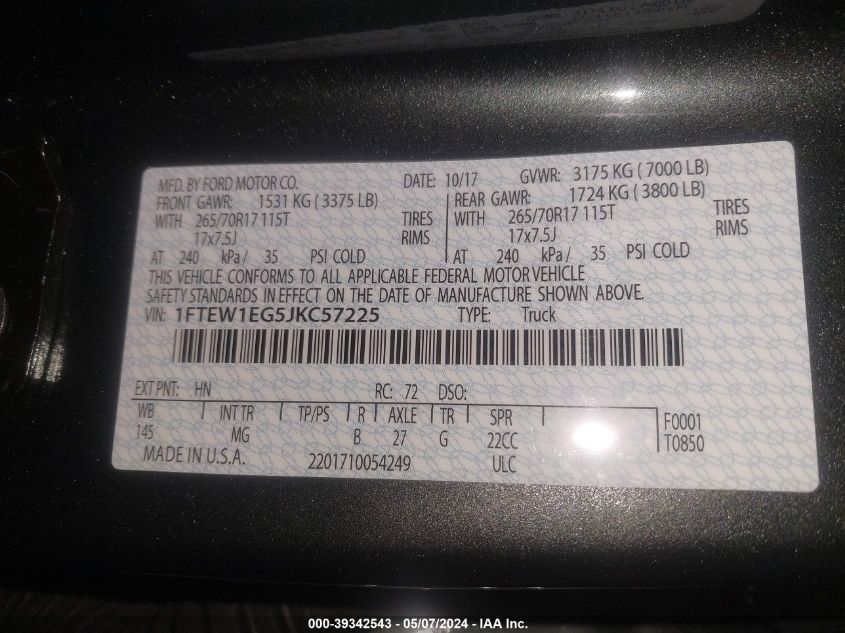 MFD. BY FORD MOTOR CO. DATE: 10/17 GVWR: 3175 KG ( 7000 LB)
FRONT GAWR: 1531 KG ( 3375 LB) REAR GAWR: 1724 KG ( 3800 LB)
WITH 265/70R17 115T TIRES WITH 265/70R17 115T TIRES
17x7.5J RIMS 17x7.5J RIMS
AT 240 kPa / 35 PSI COLD AT 240 kPa / 35 PSI COLD
THIS VEHICLE CONFORMS TO ALL APPLICABLE FEDERAL MOTOR VEHICLE
SAFETY STANDARDS IN EFFECT ON THE DATE OF MANUFACTURE SHOWN ABOVE.
VIN: 1FTEW1EG5JKC57225 TYPE: Truck
EXT PNT: HN RC: 72 DSO:
WB INT TR TP/PS R AXLE TR SPR F0001
145 MG B 27 G 22CC T0850
MADE IN U.S.A. 2201710054249 ULC
000-39342543 - 05/07/2024 - IAA Inc.